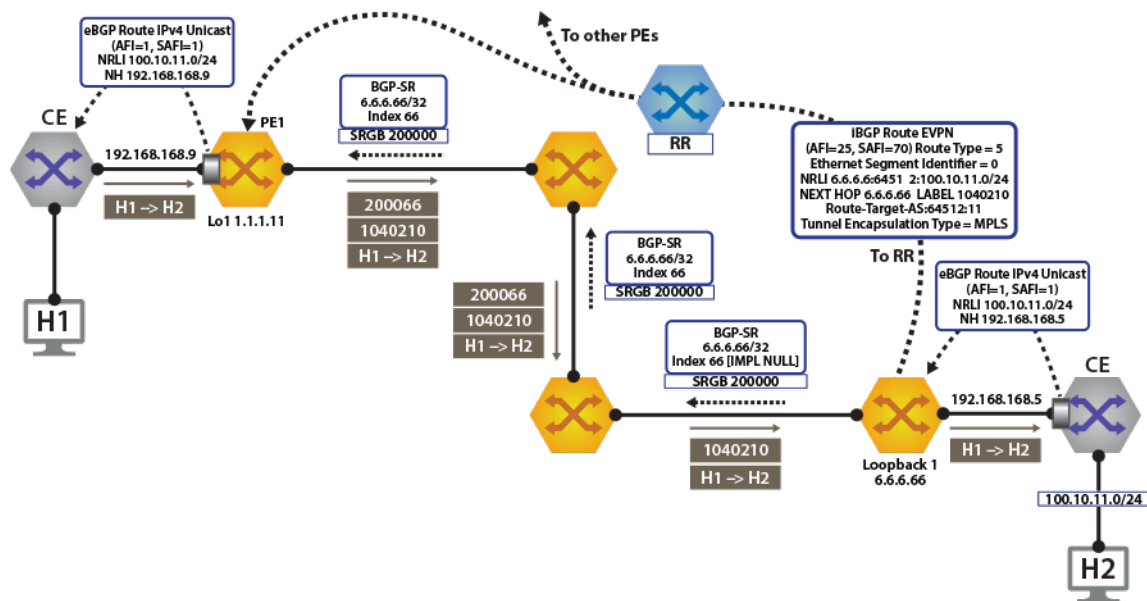 eBGP Route IPv4 Unicast
(AFI=1, SAFI=1)
NRLI 100.10.11.0/24
NH 192.168.168.9
To other PEs
CE
PE1
BGP-SR
6.6.6.66/32
Index 66
SRGB 200000
RR
192.168.168.9
H1 –> H2
Lo1 1.1.1.11
200066
1040210
H1 –> H2
IBGP Route EVPN
(AFI=25, SAFI=70) Route Type = 5
Ethernet Segment Identifier = 0
NRLI 6.6.6.6:6451 2:100.10.11.0/24
NEXT HOP 6.6.6.66 LABEL 1040210
Route-Target-AS:64512:11
Tunnel Encapsulation Type = MPLS
To RR
BGP-SR
6.6.6.66/32
Index 66
SRGB 200000
eBGP Route IPv4 Unicast
(AFI=1, SAFI=1)
NRLI 100.10.11.0/24
NH 192.168.168.5
H1
200066
1040210
H1 –> H2
BGP-SR
6.6.6.66/32
Index 66 [IMPL NULL]
SRGB 200000
CE
192.168.168.5
1040210
H1 –> H2
H1 –> H2
Loopback 1
6.6.6.66
100.10.11.0/24
H2